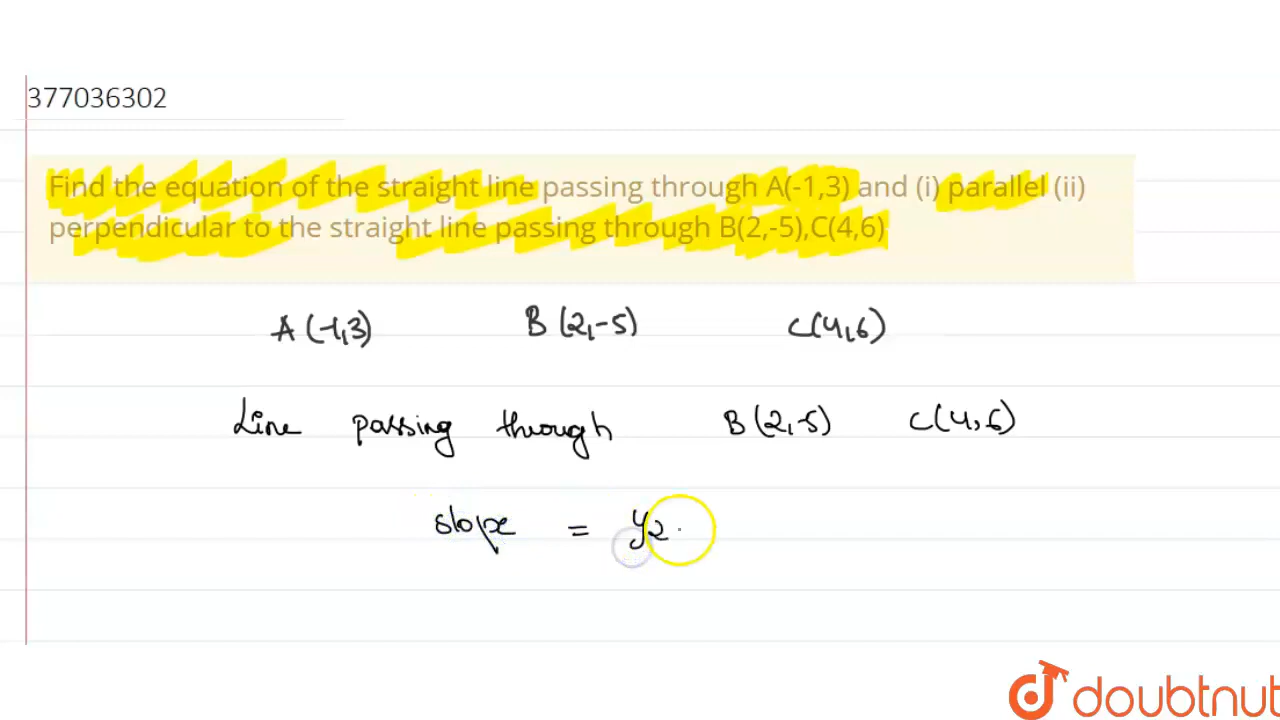 377036302
Find the equation of the straight line passing through A(-1,3) and (i) parallel (ii)
perpendicular to the straight line passing through B(2,-5),C(4,6)
A (-1,3) B (2,-5) C(4,6)
Line passing through B(2,-5) C(4,6)
slope = y2
doubtnut